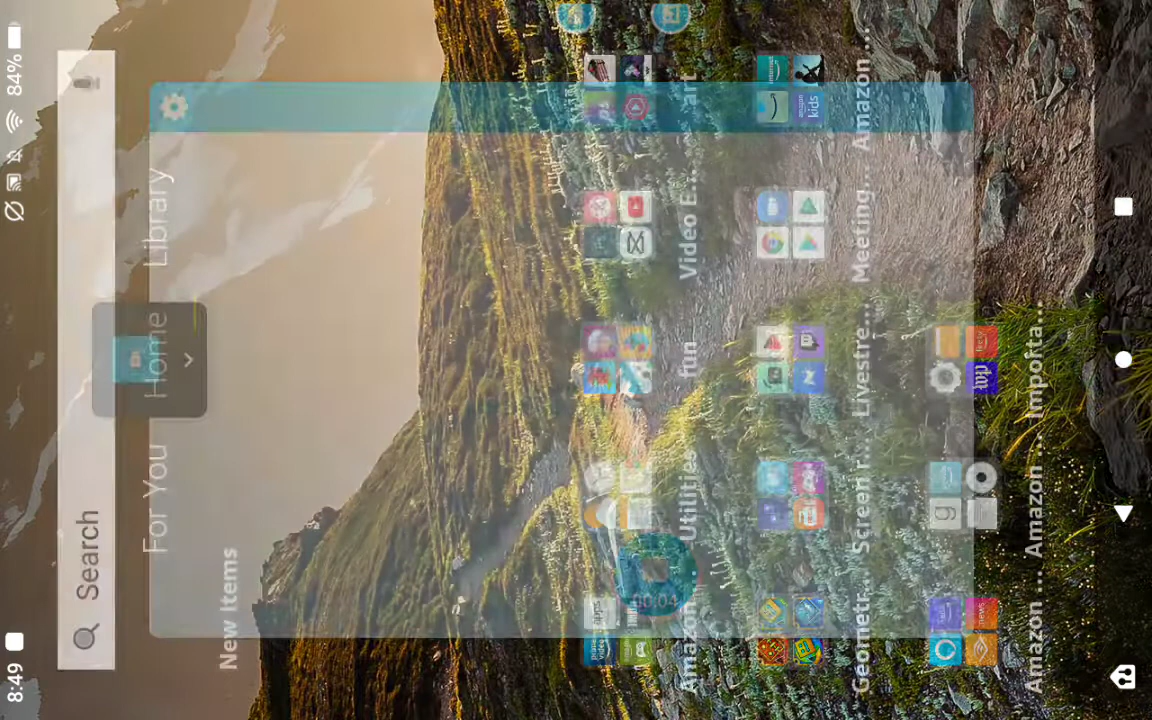 8:49
84%
Search
For You Home Library
New Items
00:04
Amazon... Utilities fun Video E... art
Geometr... Screen r... Livestre... Meeting... Amazon ...
Amazon ... Amazon ... Importa...